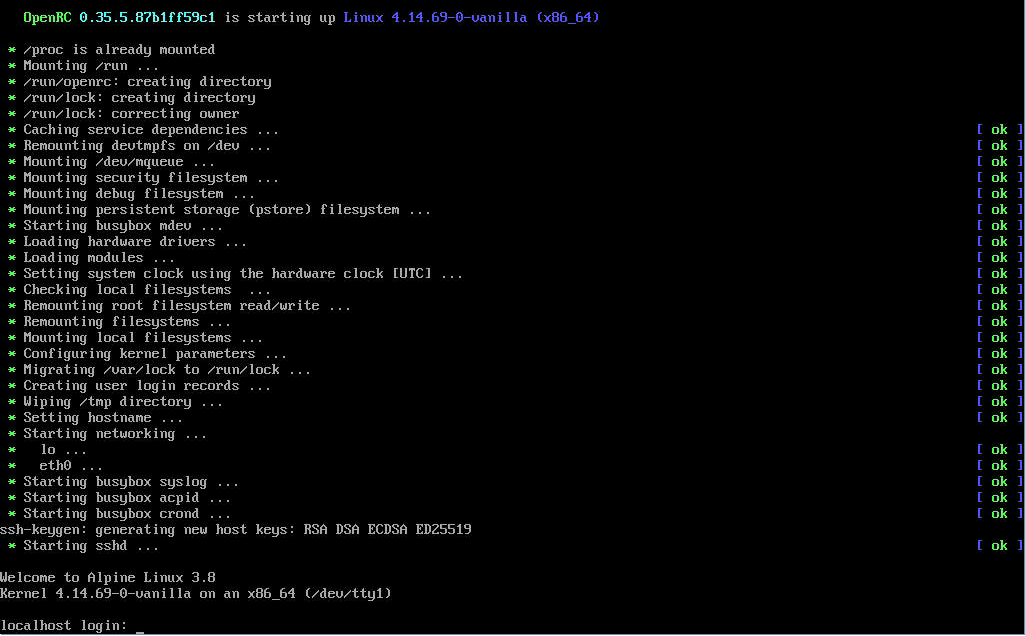 OpenRC 0.35.5.87b1ff59c1 is starting up Linux 4.14.69-0-vanilla (x86_64)
* /proc is already mounted
* Mounting /run ...
* /run/openrc: creating directory
* /run/lock: creating directory
* /run/lock: correcting owner
* Caching service dependencies ... [ ok ]
* Remounting devtmpfs on /dev ... [ ok ]
* Mounting /dev/mqueue ... [ ok ]
* Mounting security filesystem ... [ ok ]
* Mounting debug filesystem ... [ ok ]
* Mounting persistent storage (pstore) filesystem ... [ ok ]
* Starting busybox mdev ... [ ok ]
* Loading hardware drivers ... [ ok ]
* Loading modules ... [ ok ]
* Setting system clock using the hardware clock [UTC] ... [ ok ]
* Checking local filesystems  ... [ ok ]
* Remounting root filesystem read/write ... [ ok ]
* Remounting filesystems ... [ ok ]
* Mounting local filesystems ... [ ok ]
* Configuring kernel parameters ... [ ok ]
* Migrating /var/lock to /run/lock ... [ ok ]
* Creating user login records ... [ ok ]
* Wiping /tmp directory ... [ ok ]
* Setting hostname ... [ ok ]
* Starting networking ...
*   lo ... [ ok ]
*   eth0 ... [ ok ]
* Starting busybox syslog ... [ ok ]
* Starting busybox acpid ... [ ok ]
* Starting busybox crond ... [ ok ]
ssh-keygen: generating new host keys: RSA DSA ECDSA ED25519
* Starting sshd ... [ ok ]
Welcome to Alpine Linux 3.8
Kernel 4.14.69-0-vanilla on an x86_64 (/dev/tty1)
localhost login: _